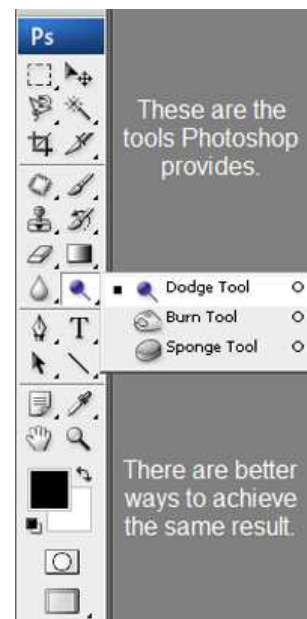 Ps
These are the
tools Photoshop
provides.
T
Dodge Tool O
Burn Tool O
Sponge Tool O
There are better
ways to achieve
the same result.